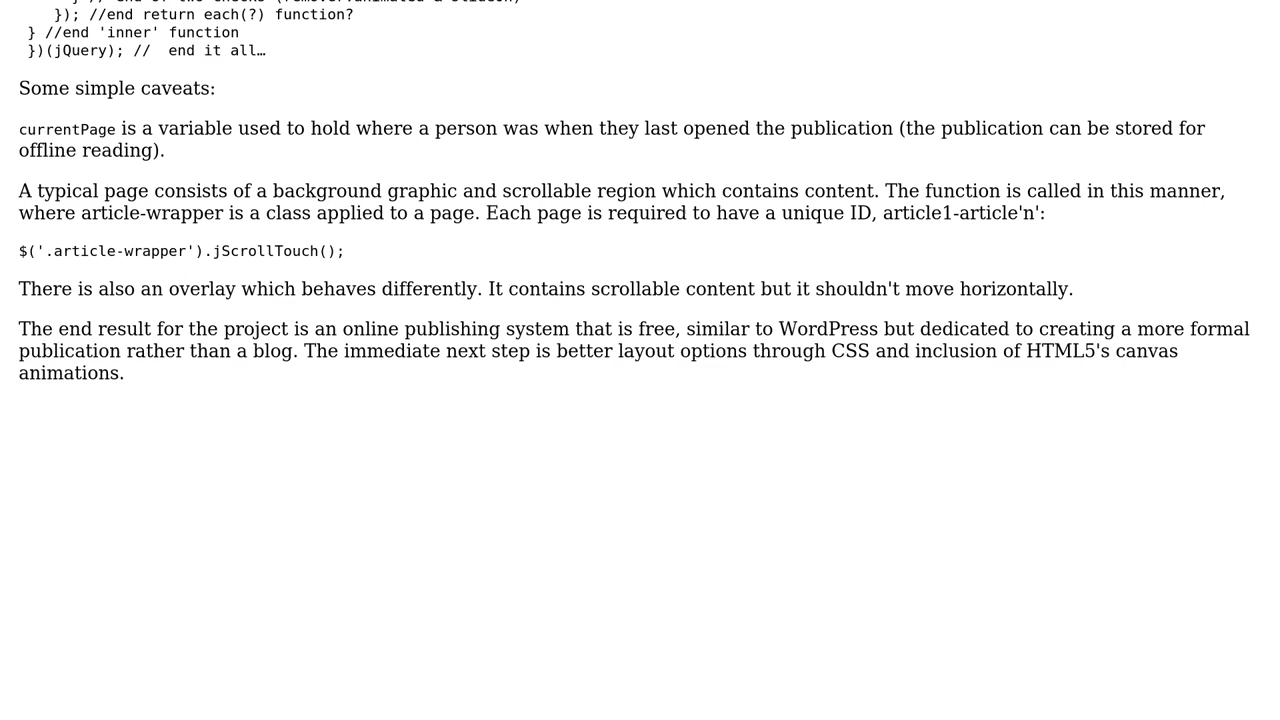 }); //end return each(?) function?
} //end 'inner' function
})(jQuery); //  end it all…
Some simple caveats:
currentPage is a variable used to hold where a person was when they last opened the publication (the publication can be stored for
offline reading).
A typical page consists of a background graphic and scrollable region which contains content. The function is called in this manner,
where article-wrapper is a class applied to a page. Each page is required to have a unique ID, article1-article'n':
$('.article-wrapper').jScrollTouch();
There is also an overlay which behaves differently. It contains scrollable content but it shouldn't move horizontally.
The end result for the project is an online publishing system that is free, similar to WordPress but dedicated to creating a more formal
publication rather than a blog. The immediate next step is better layout options through CSS and inclusion of HTML5's canvas
animations.